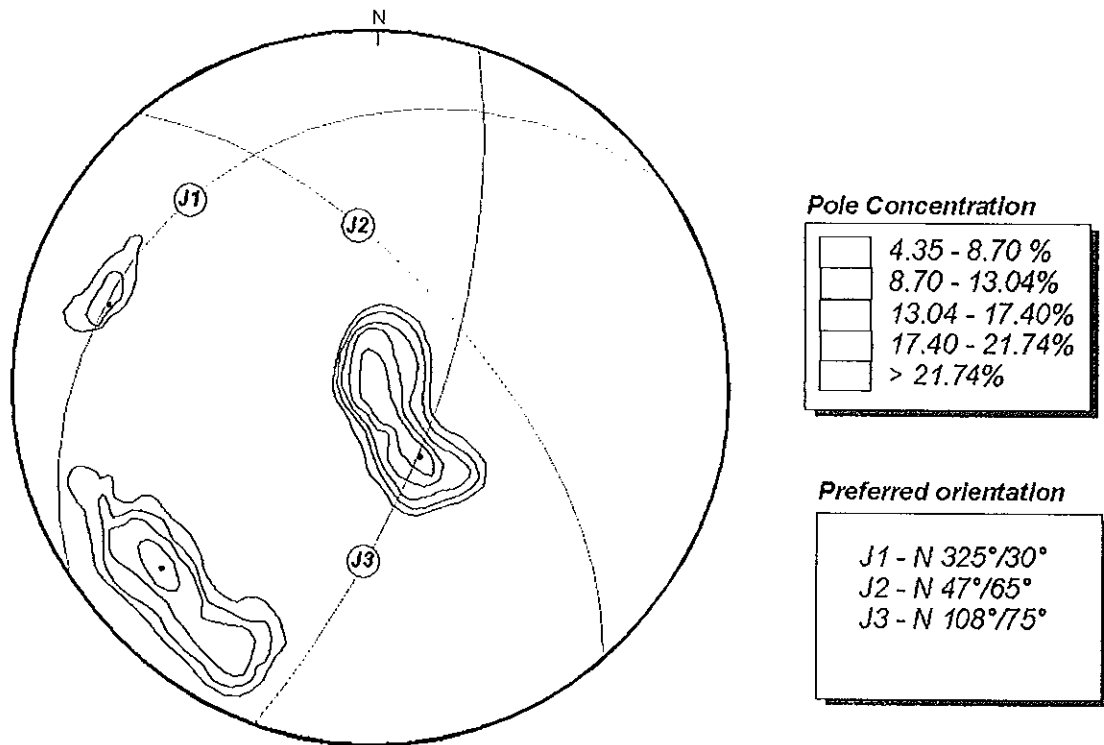 N
J1
J2
J3
Pole Concentration
4.35 - 8.70 %
8.70 - 13.04%
13.04 - 17.40%
17.40 - 21.74%
> 21.74%
Preferred orientation
J1 - N 325°/30°
J2 - N 47°/65°
J3 - N 108°/75°